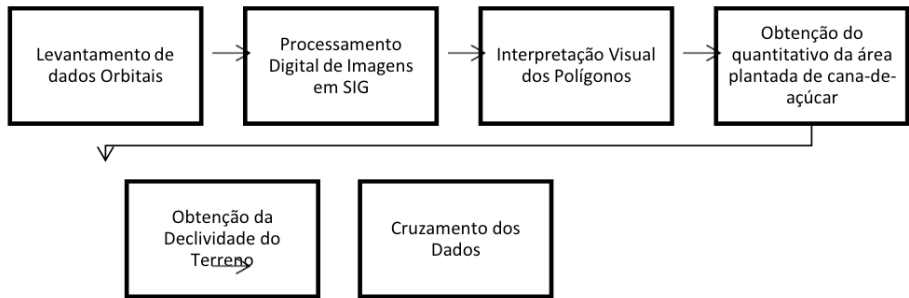 Levantamento de
dados Orbitais
Processamento
Digital de Imagens
em SIG
Interpretação Visual
dos Polígonos
Obtenção do
quantitativo da área
plantada de cana-de-
açúcar
Obtenção da
Declividade do
Terreno
Cruzamento dos
Dados